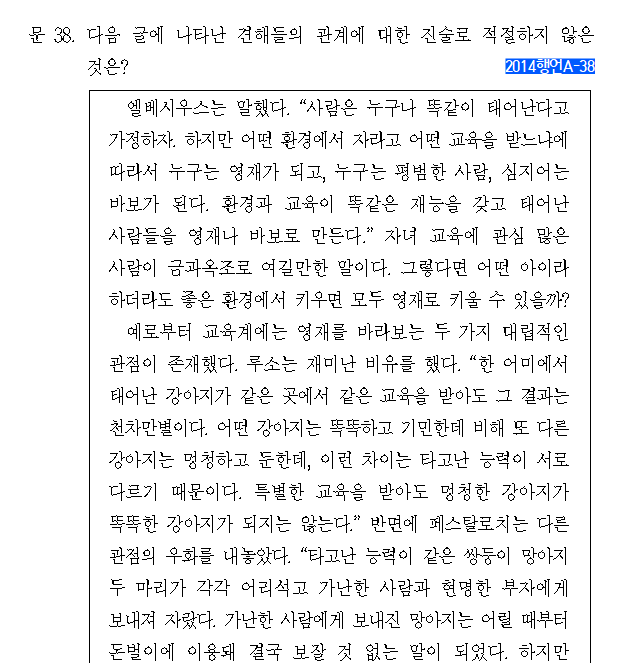 문 38. 다음 글에 나타난 견해들의 관계에 대한 진술로 적절하지 않은
것은?
2014행언A-38
엘베시우스는 말했다. “사람은 누구나 똑같이 태어난다고
가정하자. 하지만 어떤 환경에서 자라고 어떤 교육을 받느냐에
따라서 누구는 영재가 되고, 누구는 평범한 사람, 심지어는
바보가 된다. 환경과 교육이 똑같은 재능을 갖고 태어난
사람들을 영재나 바보로 만든다.” 자녀 교육에 관심 많은
사람이 금과옥조로 여길만한 말이다. 그렇다면 어떤 아이라
하더라도 좋은 환경에서 키우면 모두 영재로 키울 수 있을까?
예로부터 교육계에는 영재를 바라보는 두 가지 대립적인
관점이 존재했다. 루소는 재미난 비유를 했다. “한 어미에서
태어난 강아지가 같은 곳에서 같은 교육을 받아도 그 결과는
천차만별이다. 어떤 강아지는 똑똑하고 기민한데 비해 또 다른
강아지는 멍청하고 둔한데, 이런 차이는 타고난 능력이 서로
다르기 때문이다. 특별한 교육을 받아도 멍청한 강아지가
똑똑한 강아지가 되지는 않는다.” 반면에 페스탈로치는 다른
관점의 우화를 내놓았다. “타고난 능력이 같은 쌍둥이 망아지
두 마리가 각각 어리석고 가난한 사람과 현명한 부자에게
보내져 자랐다. 가난한 사람에게 보내진 망아지는 어릴 때부터
돈벌이에 이용돼 결국 보잘 것 없는 말이 되었다. 하지만